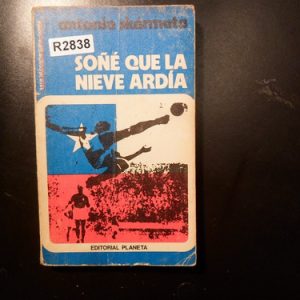 antonio skármeta
R2838
SOÑÉ QUE LA
NIEVE ARDÍA
EDITORIAL PLANETA